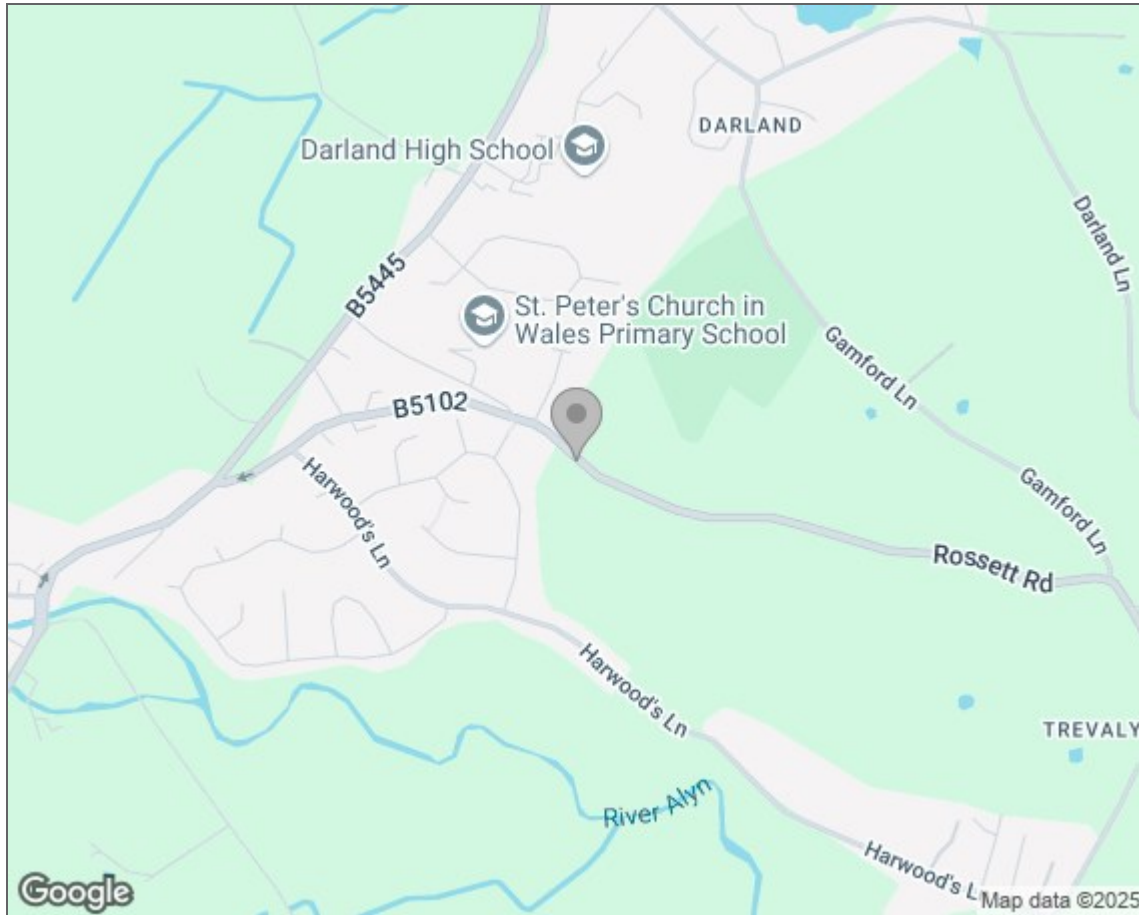 DARLAND
Darland High School
Darland Ln
B5445
St. Peter's Church in
Wales Primary School
Gamford Ln
B5102
Harwood's Ln
Gamford Ln
Rossett Rd
Harwood's Ln
TREVALY
River Alyn
Harwood's L
Google
Map data ©2025